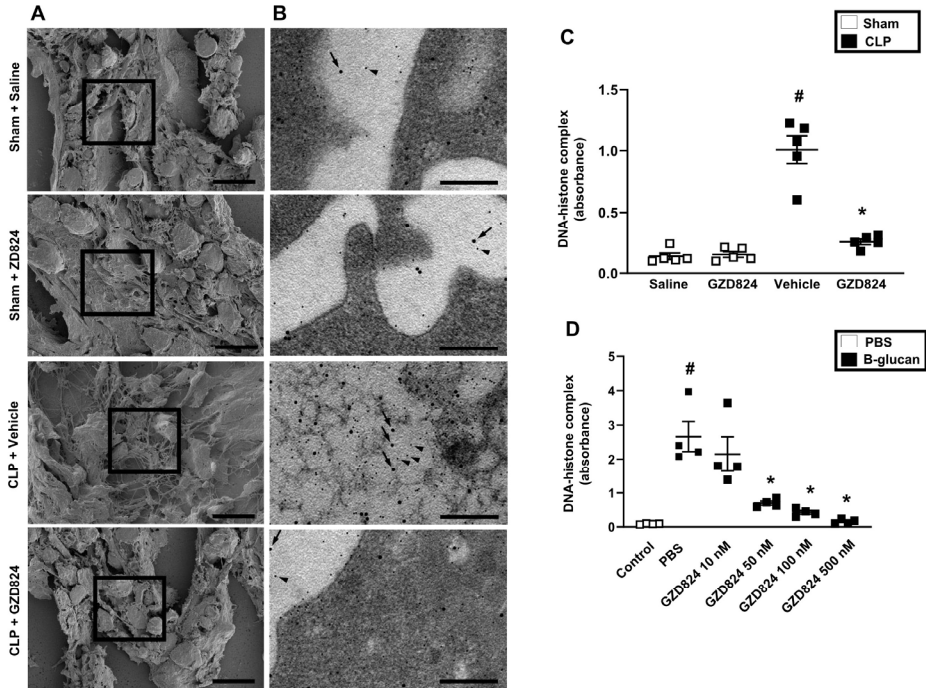 A
B
Sham + Saline
Sham + ZD824
CLP + Vehicle
CLP + GZD824
C
Sham
CLP
DNA-histone complex
(absorbance)
1.5
1.0
0.5
0.0
#
*
Saline
GZD824
Vehicle
GZD824
D
PBS
B-glucan
DNA-histone complex
(absorbance)
5
4
3
2
1
0
#
*
*
*
Control
PBS
GZD824 10 nM
GZD824 50 nM
GZD824 100 nM
GZD824 500 nM